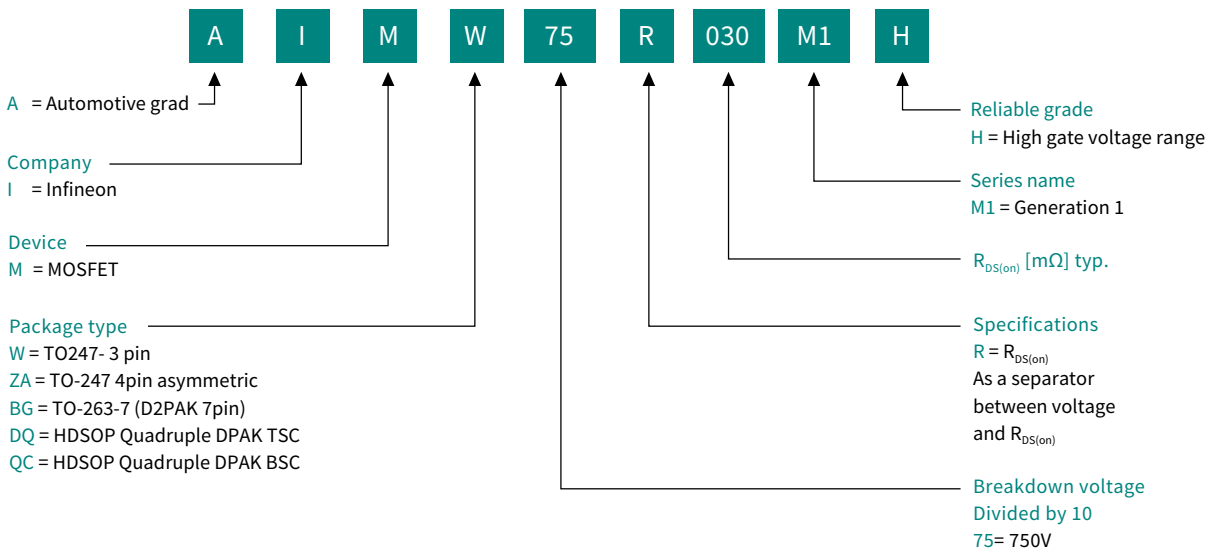 A I M W 75 R 030 M1 H
A = Automotive grad
Company
I = Infineon
Device
M = MOSFET
Package type
W = TO247- 3 pin
ZA = TO-247 4pin asymmetric
BG = TO-263-7 (D2PAK 7pin)
DQ = HDSOP Quadruple DPAK TSC
QC = HDSOP Quadruple DPAK BSC
Reliable grade
H = High gate voltage range
Series name
M1 = Generation 1
RDS(on) [mΩ] typ.
Specifications
R = RDS(on)
As a separator
between voltage
and RDS(on)
Breakdown voltage
Divided by 10
75= 750V